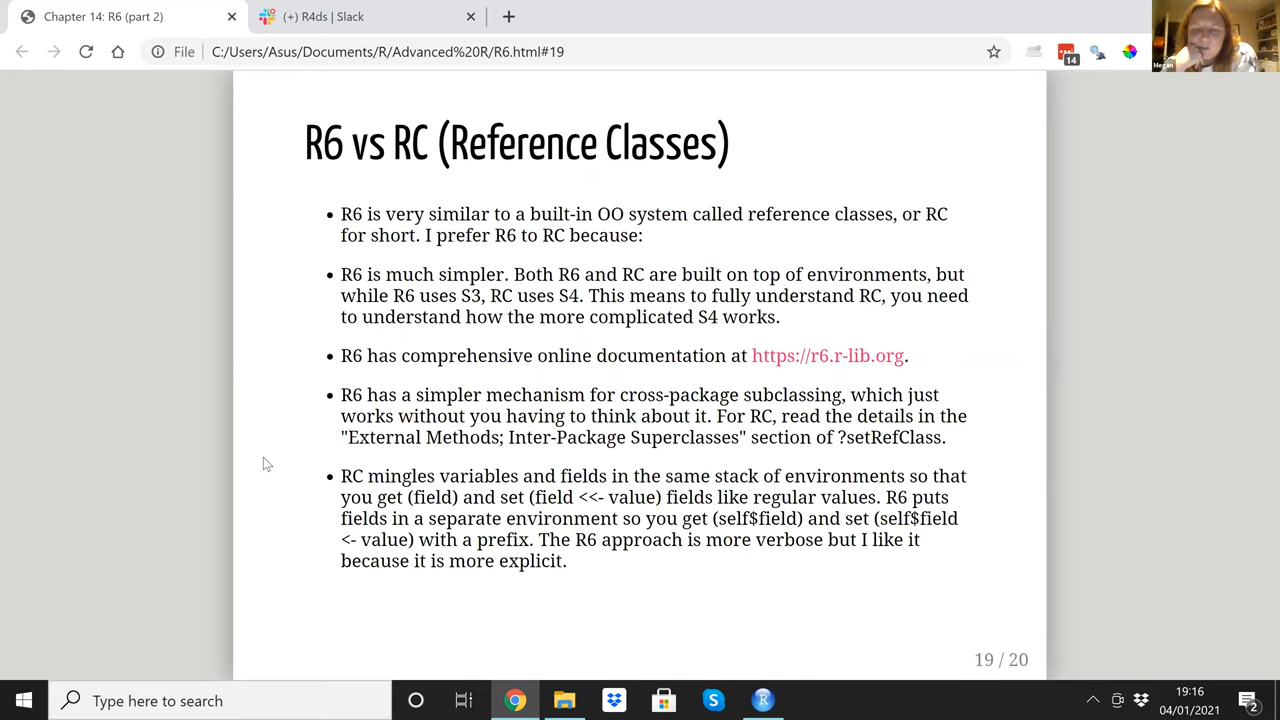 Chapter 14: R6 (part 2)
(+) R4ds | Slack
File
C:/Users/Asus/Documents/R/Advanced%20R/R6.html#19
14
Megan
R6 vs RC (Reference Classes)
R6 is very similar to a built-in OO system called reference classes, or RC
for short. I prefer R6 to RC because:
R6 is much simpler. Both R6 and RC are built on top of environments, but
while R6 uses S3, RC uses S4. This means to fully understand RC, you need
to understand how the more complicated S4 works.
R6 has comprehensive online documentation at https://r6.r-lib.org.
R6 has a simpler mechanism for cross-package subclassing, which just
works without you having to think about it. For RC, read the details in the
"External Methods; Inter-Package Superclasses" section of ?setRefClass.
RC mingles variables and fields in the same stack of environments so that
you get (field) and set (field <<- value) fields like regular values. R6 puts
fields in a separate environment so you get (self$field) and set (self$field
<- value) with a prefix. The R6 approach is more verbose but I like it
because it is more explicit.
19 / 20
Type here to search
19:16
04/01/2021
2